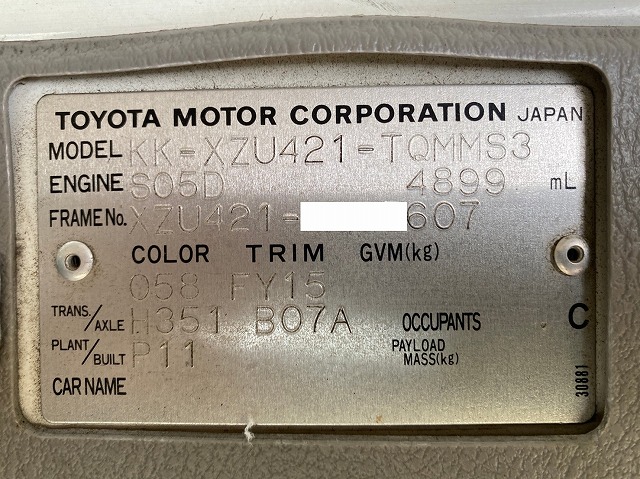 TOYOTA MOTOR CORPORATION JAPAN
MODEL KK-XZU421-TQMMS3
ENGINE S05D 4899 mL
FRAME No. XZU421- 607
COLOR TRIM GVM(kg)
058 FY15
TRANS./AXLE H351 B07A OCCUPANTS C
PLANT/BUILT P11 PAYLOAD MASS(kg)
CAR NAME
30881